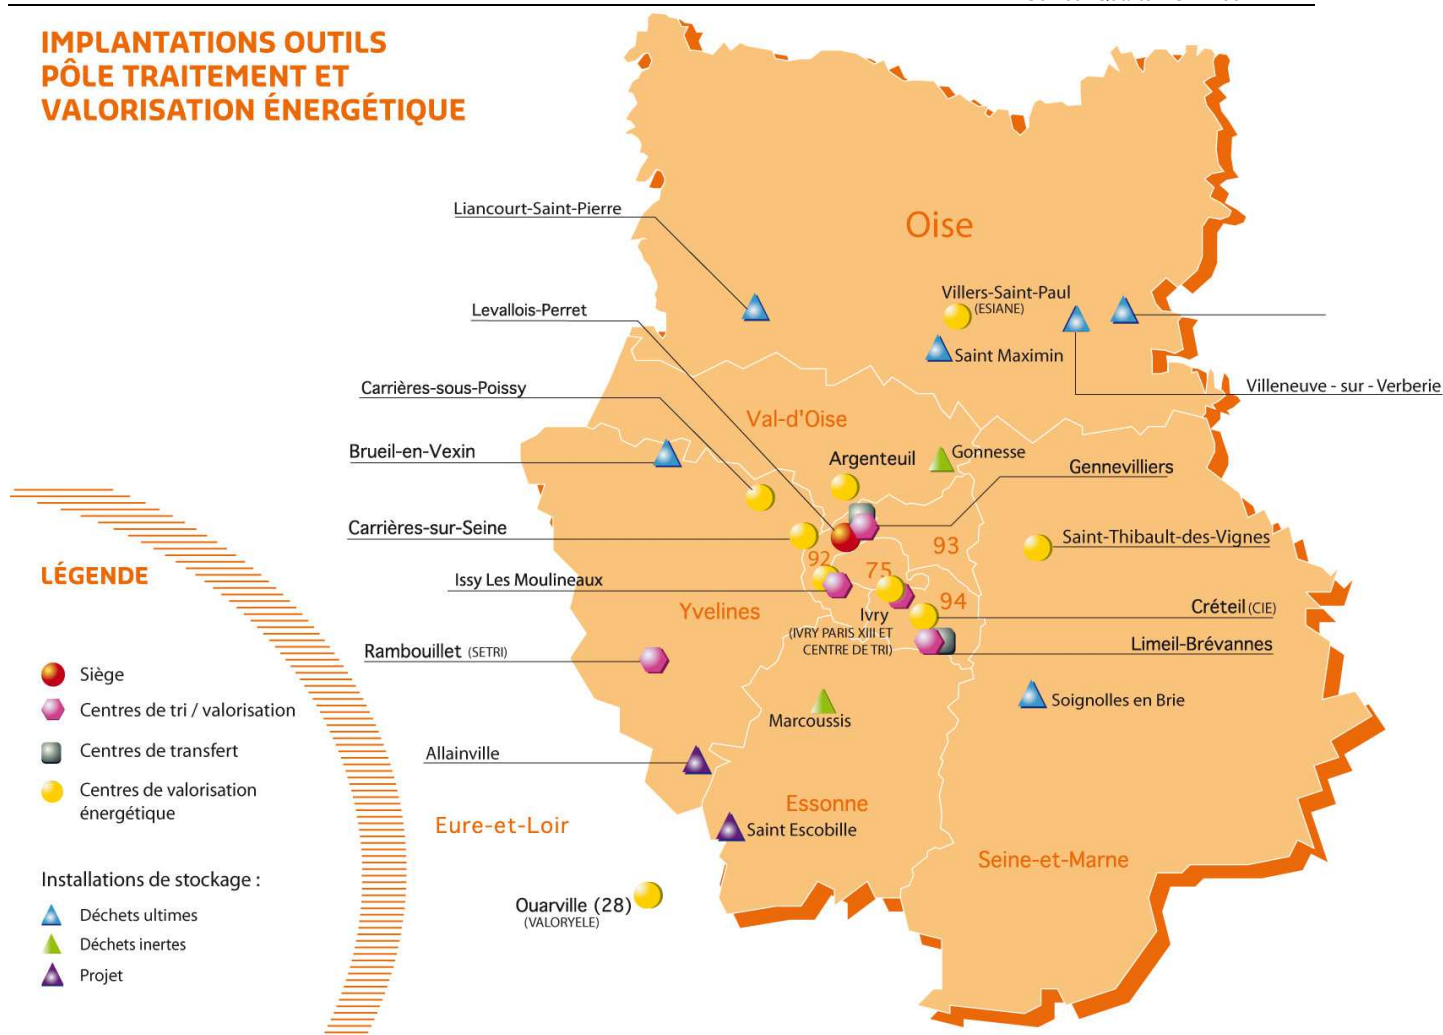 IMPLANTATIONS OUTILS
PÔLE TRAITEMENT ET
VALORISATION ÉNERGÉTIQUE
Liancourt-Saint-Pierre
Oise
Villers-Saint-Paul
(ESIANE)
Levallois-Perret
Saint Maximin
Villeneuve - sur - Verberie
Carrières-sous-Poissy
Val-d'Oise
Brueil-en-Vexin
Argenteuil
Gonnesse
Gennevilliers
Carrières-sur-Seine
93
Saint-Thibault-des-Vignes
92
75
Issy Les Moulineaux
94
Yvelines
Créteil (CIE)
Ivry
(IVRY PARIS XIII ET
CENTRE DE TRI)
Limeil-Brévannes
Rambouillet (SETRI)
Soignolles en Brie
Marcoussis
Allainville
Essonne
Eure-et-Loir
Saint Escobille
Seine-et-Marne
Ouarville (28)
(VALORYELE)
LÉGENDE
Siège
Centres de tri / valorisation
Centres de transfert
Centres de valorisation
énergétique
Installations de stockage :
Déchets ultimes
Déchets inertes
Projet